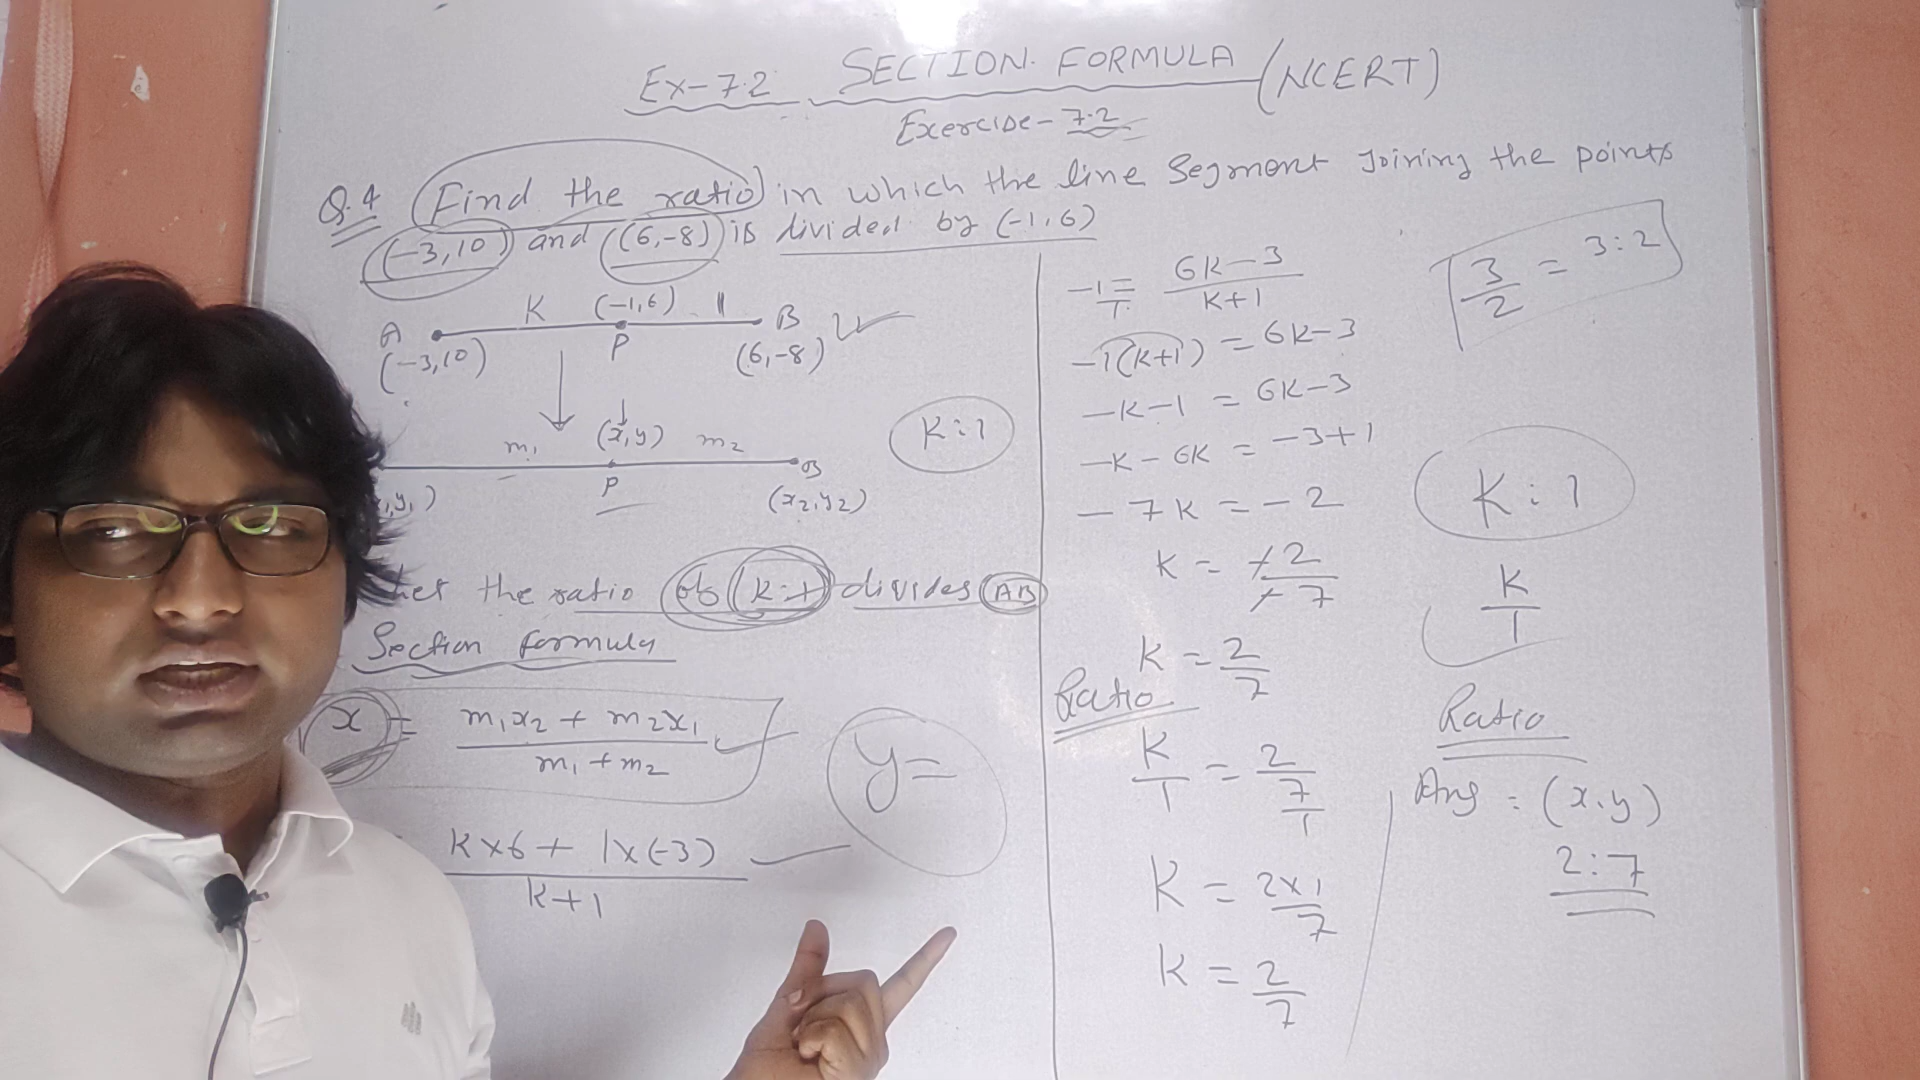 Ex-7.2 SECTION FORMULA (NCERT)
Exercise- 7.2
Q.4 Find the ratio in which the line segment joining the points
(-3,10) and (6,-8) is divided by (-1,6)
K (-1,6) 1
A B
P
(-3,10) (6,-8)
m₁ (x,y) m₂
P B
y₁) (x₂,y₂)
K:1
the ratio of k:1 divides AB
Section formula
x = m₁x₂ + m₂x₁
m₁ + m₂
y =
k×6 + 1×(-3)
k+1
-1 = 6k-3
1 k+1
-1(k+1) = 6k-3
-k-1 = 6k-3
-k-6k = -3+1
-7k = -2
k = -2
-7
k = 2
7
Ratio
K = 2
1 7
1
K = 2×1
7
K = 2
7
3 = 3:2
2
K:1
K
1
Ratio
Ans = (x,y)
2:7